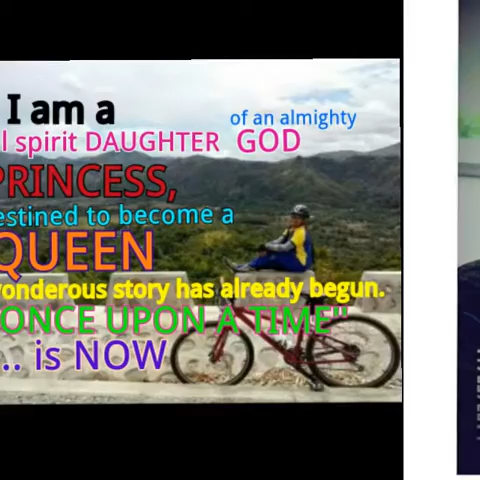 I am a
of an almighty
l spirit DAUGHTER GOD
PRINCESS,
estined to become a
QUEEN
wonderous story has already begun.
"ONCE UPON A TIME"
... is NOW